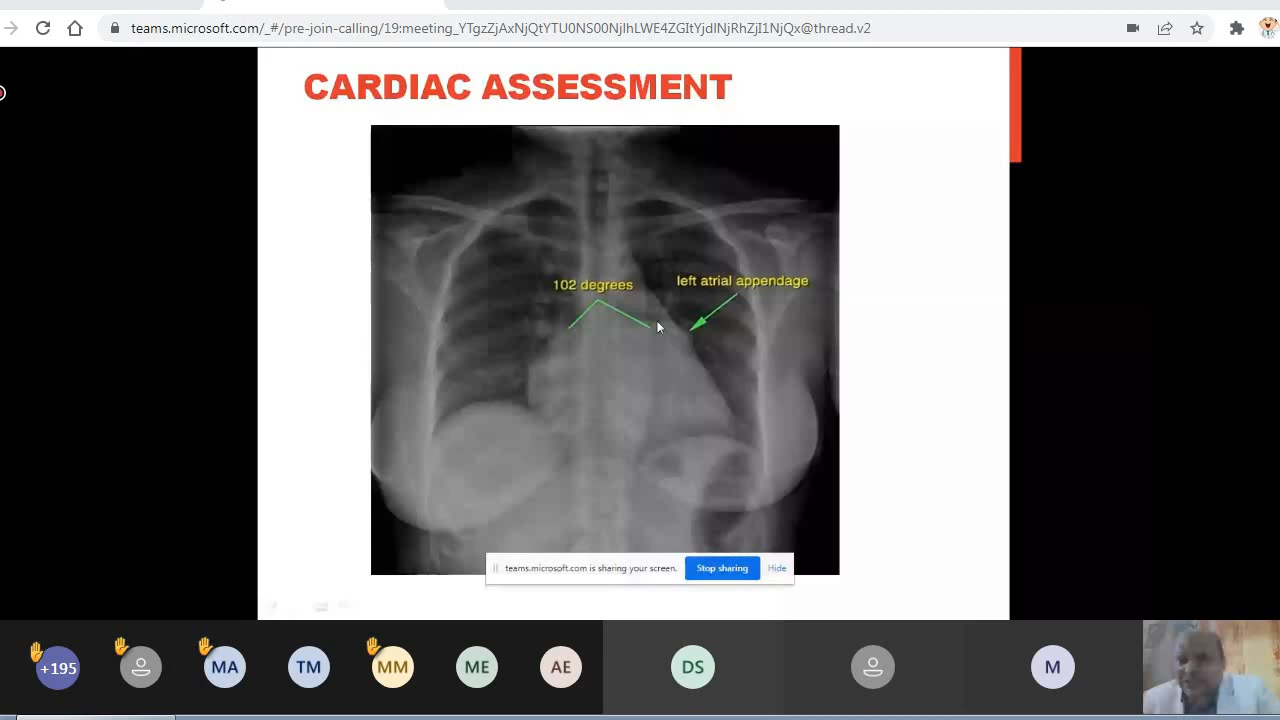 teams.microsoft.com/_#/pre-join-calling/19:meeting_YTgzZjAxNjQtYTU0NS00NjlhLWE4ZGItYjdlNjRhZjI1NjQx@thread.v2
CARDIAC ASSESSMENT
102 degrees
left atrial appendage
teams.microsoft.com is sharing your screen.
Stop sharing
Hide
+195
MA
TM
MM
ME
AE
DS
M